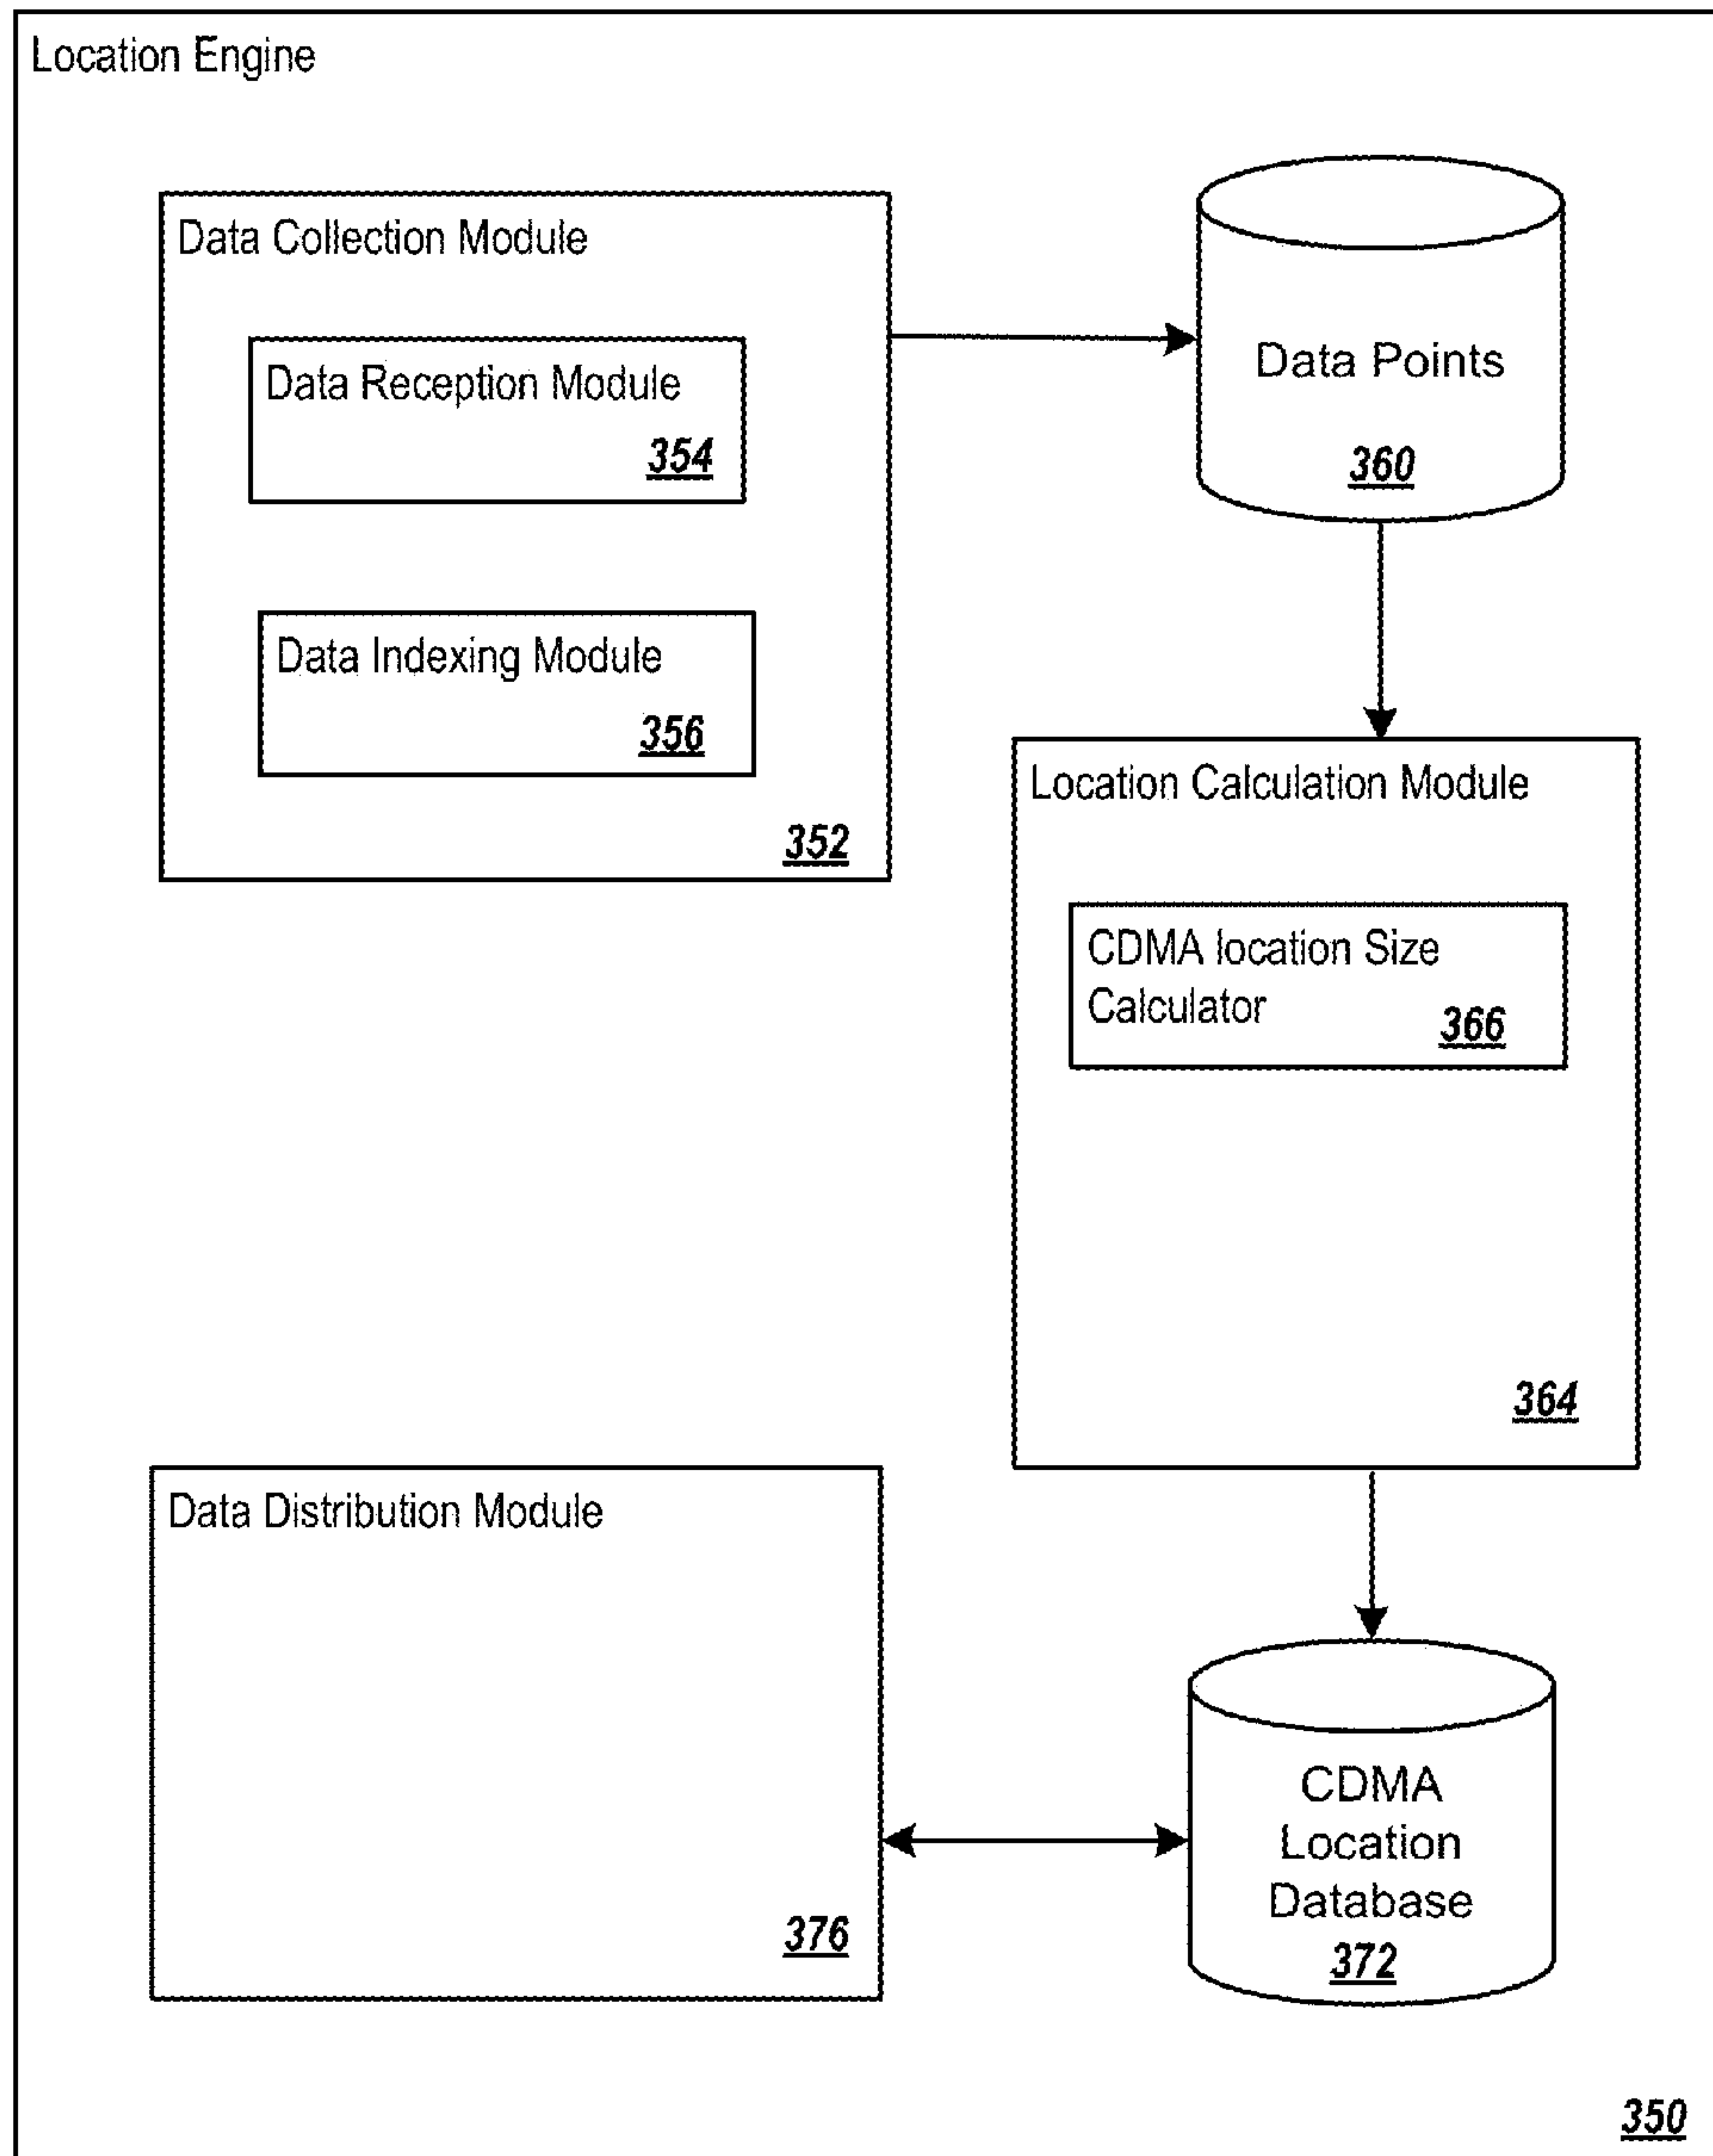 Location Engine
Data Collection Module
Data Reception Module
354
Data Indexing Module
356
352
Data Points
360
Location Calculation Module
CDMA location Size
Calculator
366
364
Data Distribution Module
376
CDMA
Location
Database
372
350